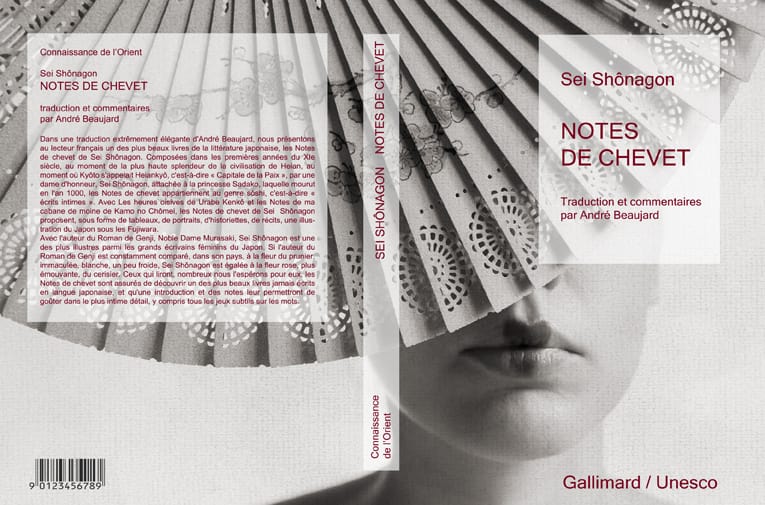 Connaissance de l'Orient
Sei Shônagon
NOTES DE CHEVET
traduction et commentaires
par André Beaujard
Dans une traduction extrêmement élégante d'André Beaujard, nous présentons
au lecteur français un des plus beaux livres de la littérature japonaise, les Notes
de chevet de Sei Shônagon. Composées dans les premières années du XIe
siècle, au moment de la plus haute splendeur de la civilisation de Heian, au
moment où Kyôto s'appelait Heiankyô, c'est-à-dire « Capitale de la Paix », par une
dame d'honneur, Sei Shônagon, attachée à la princesse Sadako, laquelle mourut
en l'an 1000, les Notes de chevet appartiennent au genre sôshi, c'est-à-dire «
écrits intimes ». Avec Les heures oisives de Urabe Kenkô et les Notes de ma
cabane de moine de Kamo no Chômei, les Notes de chevet de Sei Shônagon
proposent, sous forme de tableaux, de portraits, d'historiettes, de récits, une illus-
tration du Japon sous les Fujiwara.
Avec l'auteur du Roman de Genji, Noble Dame Murasaki, Sei Shônagon est une
des plus illustres parmi les grands écrivains féminins du Japon. Si l'auteur du
Roman de Genji est constamment comparé, dans son pays, à la fleur du prunier,
immaculée, blanche, un peu froide, Sei Shônagon est égalée à la fleur rose, plus
émouvante, du cerisier. Ceux qui liront, nombreux nous l'espérons pour eux, les
Notes de chevet sont assurés de découvrir un des plus beaux livres jamais écrits
en langue japonaise, et qu'une introduction et des notes leur permettront de
goûter dans le plus intime détail, y compris tous les jeux subtils sur les mots.
9 0123456789
SEI SHÔNAGON NOTES DE CHEVET
Connaissance
de l'Orient
Sei Shônagon
NOTES
DE CHEVET
Traduction et commentaires
par André Beaujard
Gallimard / Unesco